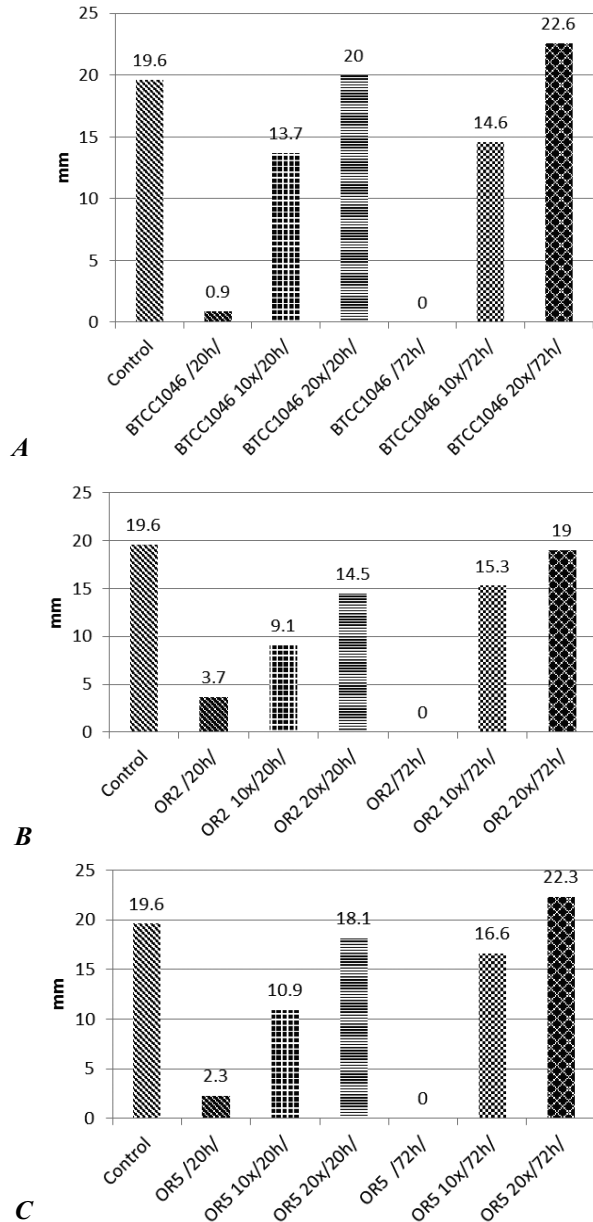 25
22.6
19.6
20
20
13.7
14.6
15
mm
10
5
0.9
0
0
Control
BTCC1046 /20h/
BTCC1046 10x/20h/
BTCC1046 20x/20h/
BTCC1046 /72h/
BTCC1046 10x/72h/
BTCC1046 20x/72h/
A
25
19.6
19
20
14.5
15.3
15
mm
9.1
10
3.7
5
0
0
Control
OR2 /20h/
OR2 10x/20h/
OR2 20x/20h/
OR2/72h/
OR2 10x/72h/
OR2 20x/72h/
B
25
22.3
19.6
18.1
20
16.6
15
mm
10.9
10
5
2.3
0
0
Control
OR5 /20h/
OR5 10x/20h/
OR5 20x/20h/
OR5 /72h/
OR5 10x/72h/
OR5 20x/72h/
C